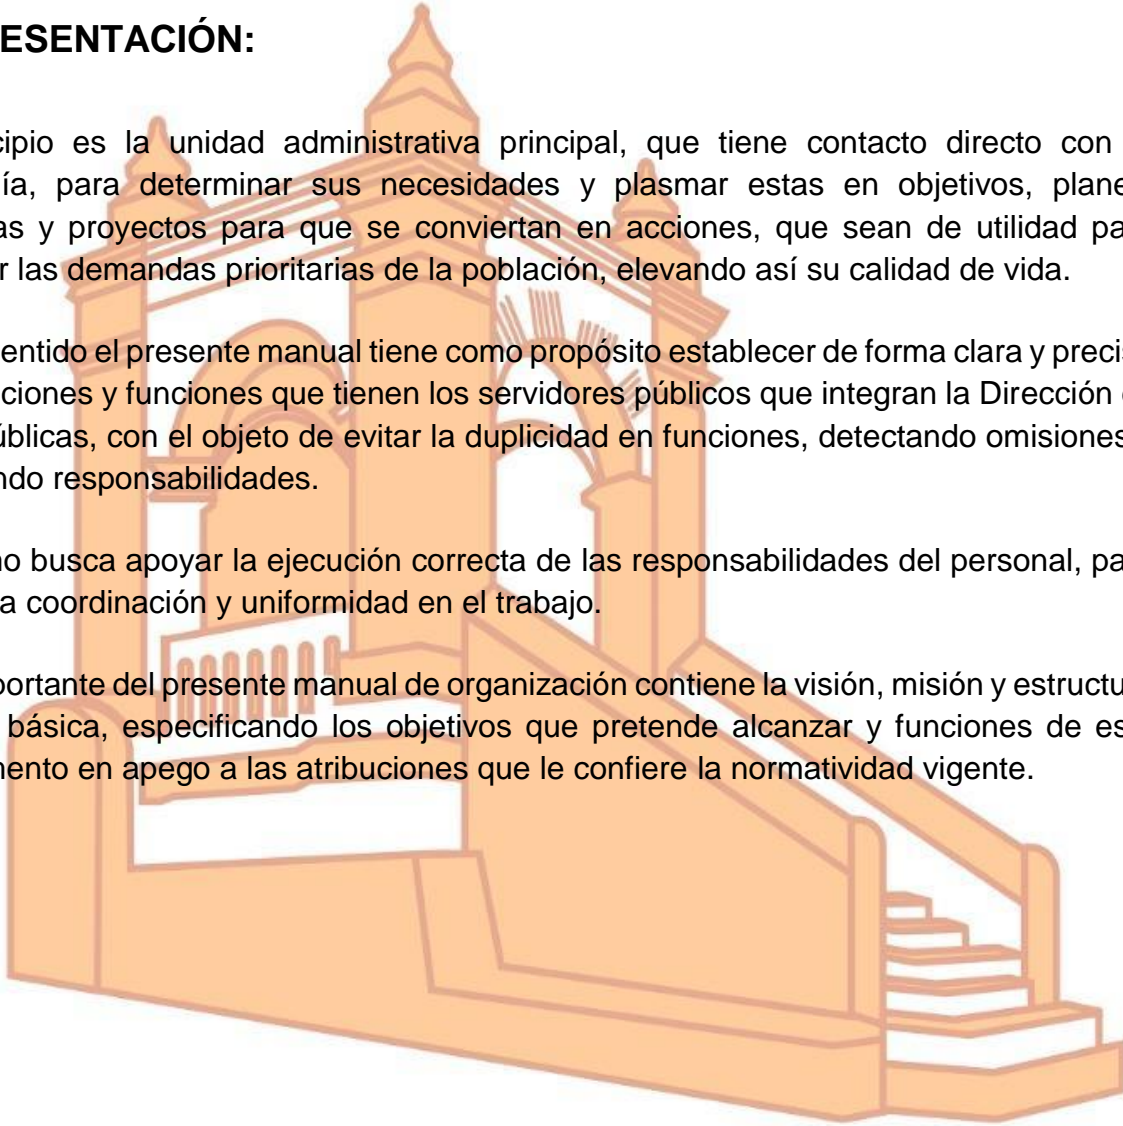 ESENTACIÓN:
cipio es la unidad administrativa principal, que tiene contacto directo con
ía, para determinar sus necesidades y plasmar estas en objetivos, plane
as y proyectos para que se conviertan en acciones, que sean de utilidad pa
r las demandas prioritarias de la población, elevando así su calidad de vida.
entido el presente manual tiene como propósito establecer de forma clara y precis
ciones y funciones que tienen los servidores públicos que integran la Dirección
úblicas, con el objeto de evitar la duplicidad en funciones, detectando omisiones
ndo responsabilidades.
no busca apoyar la ejecución correcta de las responsabilidades del personal, pa
a coordinación y uniformidad en el trabajo.
portante del presente manual de organización contiene la visión, misión y estructu
básica, especificando los objetivos que pretende alcanzar y funciones de es
mento en apego a las atribuciones que le confiere la normatividad vigente.